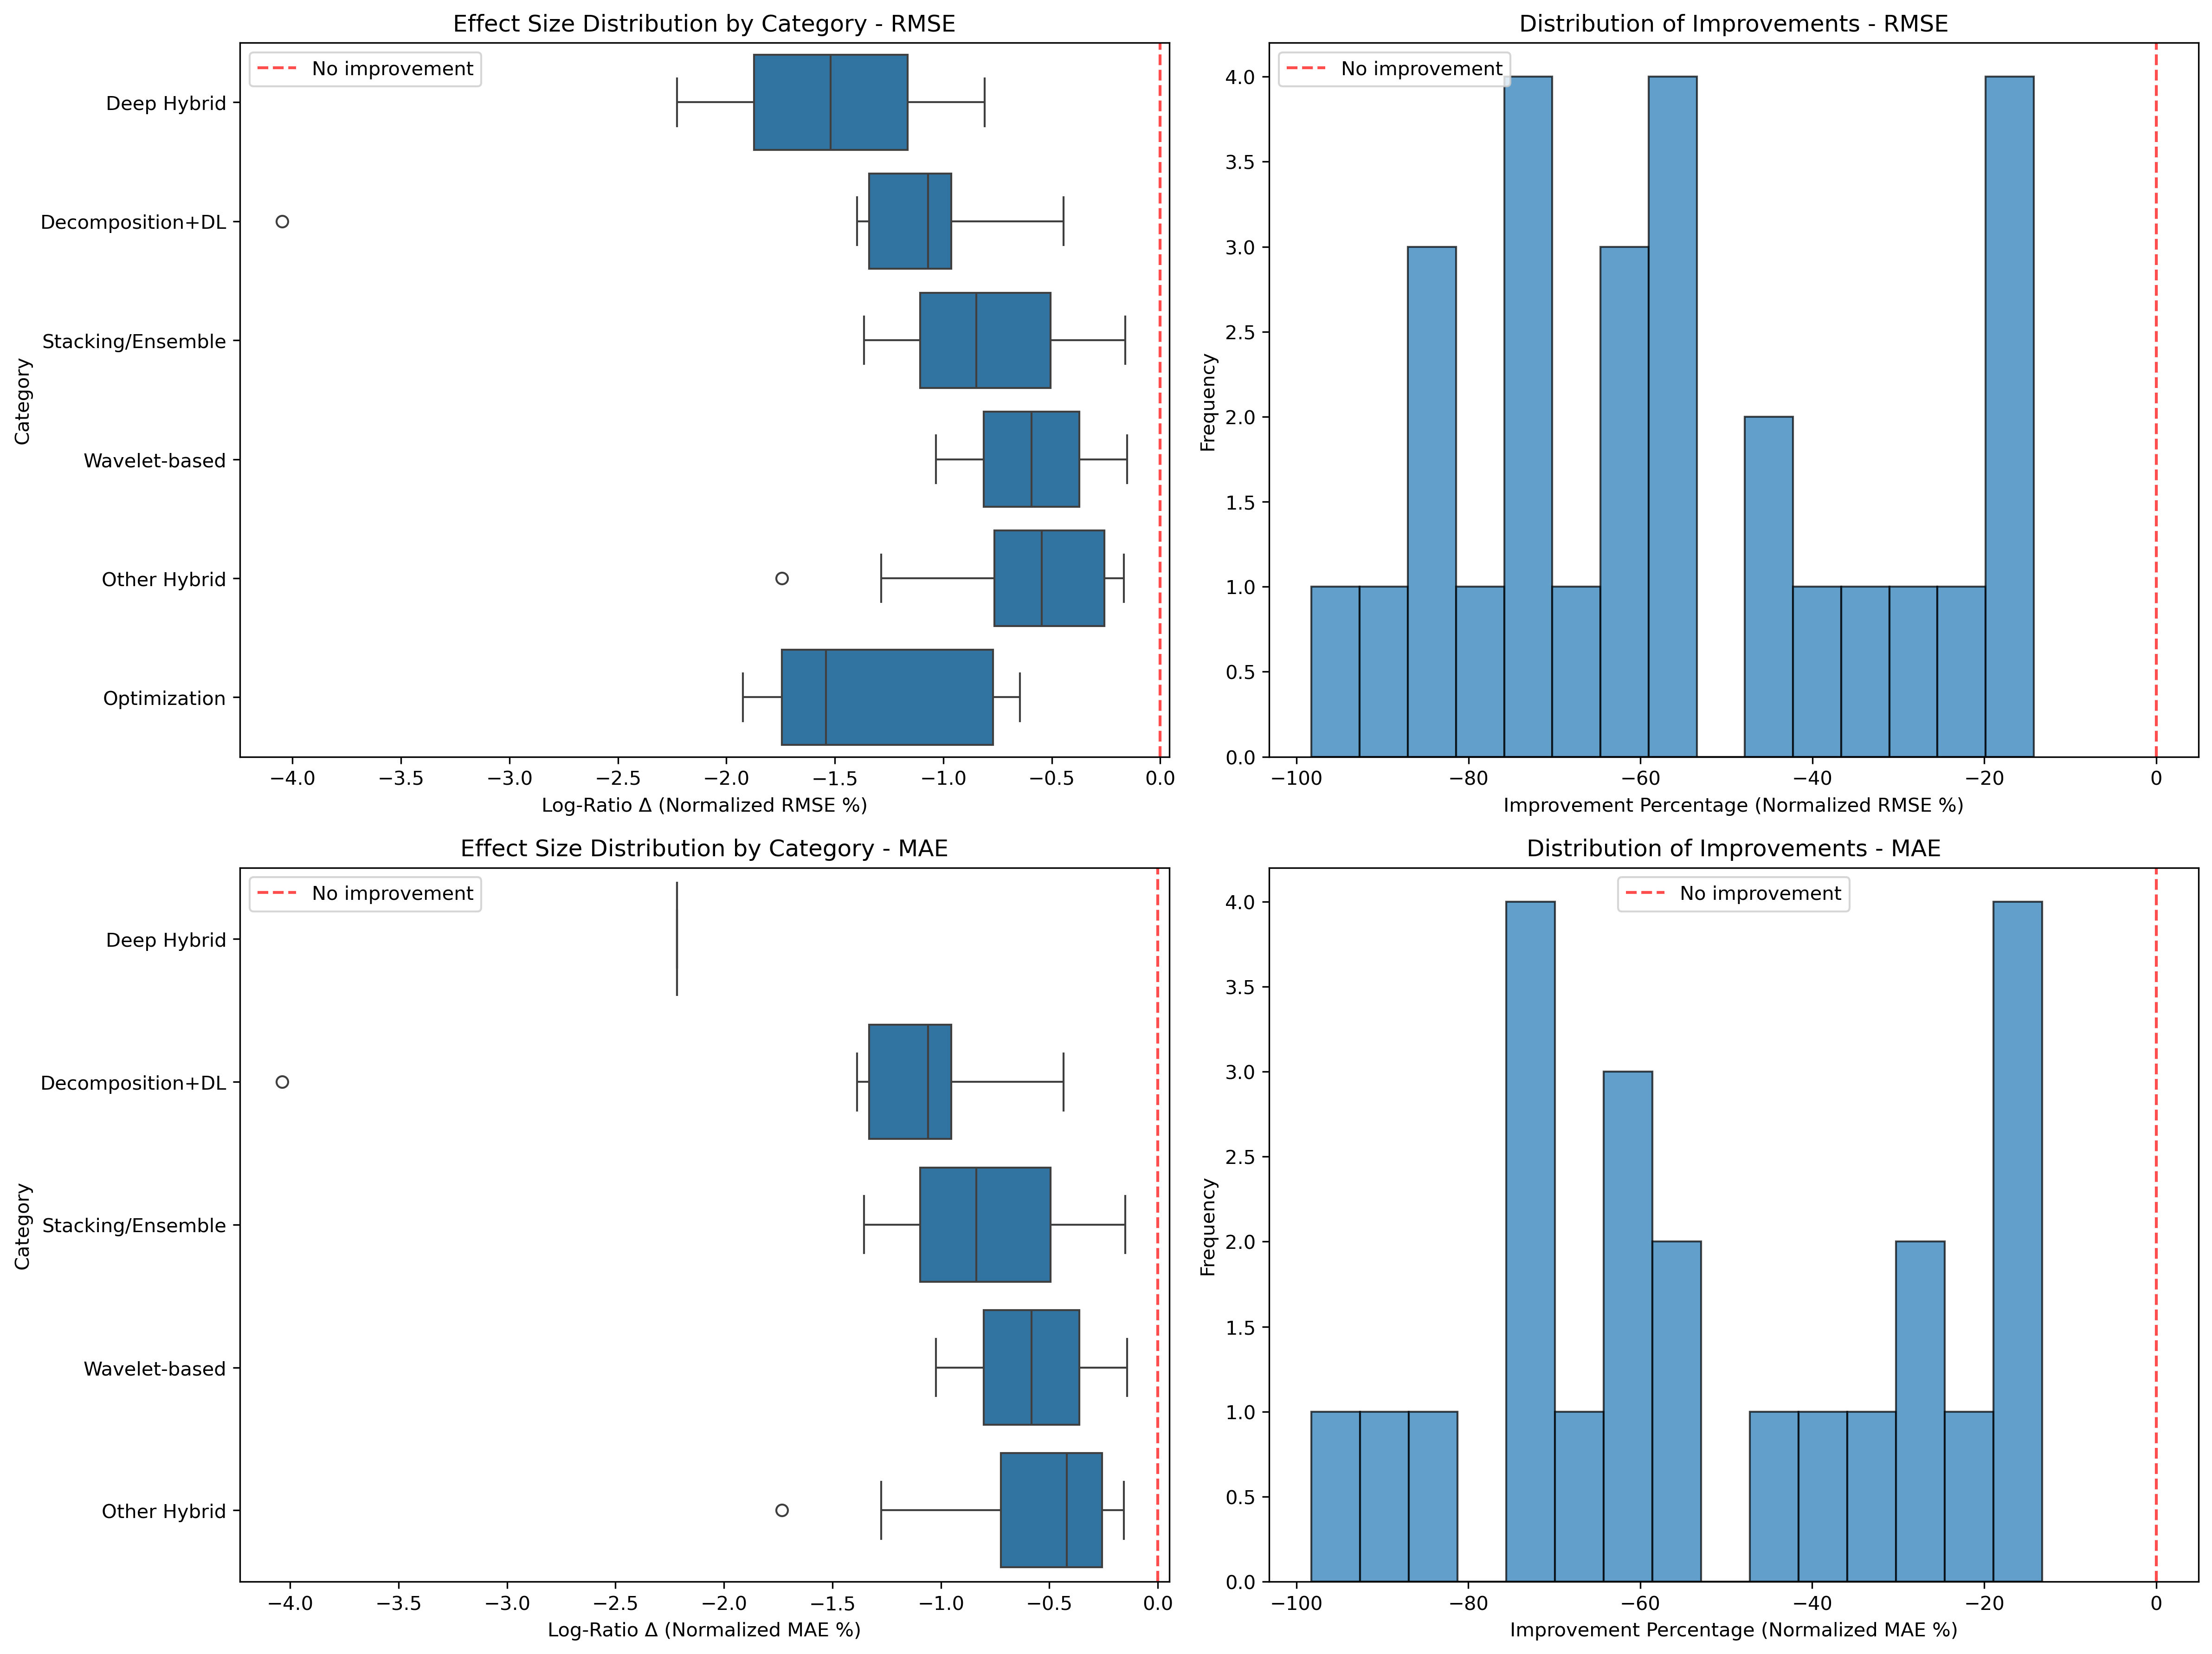 Effect Size Distribution by Category - RMSE
No improvement
Category
Deep Hybrid
Decomposition+DL
Stacking/Ensemble
Wavelet-based
Other Hybrid
Optimization
−4.0 −3.5 −3.0 −2.5 −2.0 −1.5 −1.0 −0.5 0.0
Log-Ratio Δ (Normalized RMSE %)
Distribution of Improvements - RMSE
No improvement
Frequency
4.0
3.5
3.0
2.5
2.0
1.5
1.0
0.5
0.0
−100 −80 −60 −40 −20 0
Improvement Percentage (Normalized RMSE %)
Effect Size Distribution by Category - MAE
No improvement
Category
Deep Hybrid
Decomposition+DL
Stacking/Ensemble
Wavelet-based
Other Hybrid
−4.0 −3.5 −3.0 −2.5 −2.0 −1.5 −1.0 −0.5 0.0
Log-Ratio Δ (Normalized MAE %)
Distribution of Improvements - MAE
No improvement
Frequency
4.0
3.5
3.0
2.5
2.0
1.5
1.0
0.5
0.0
−100 −80 −60 −40 −20 0
Improvement Percentage (Normalized MAE %)